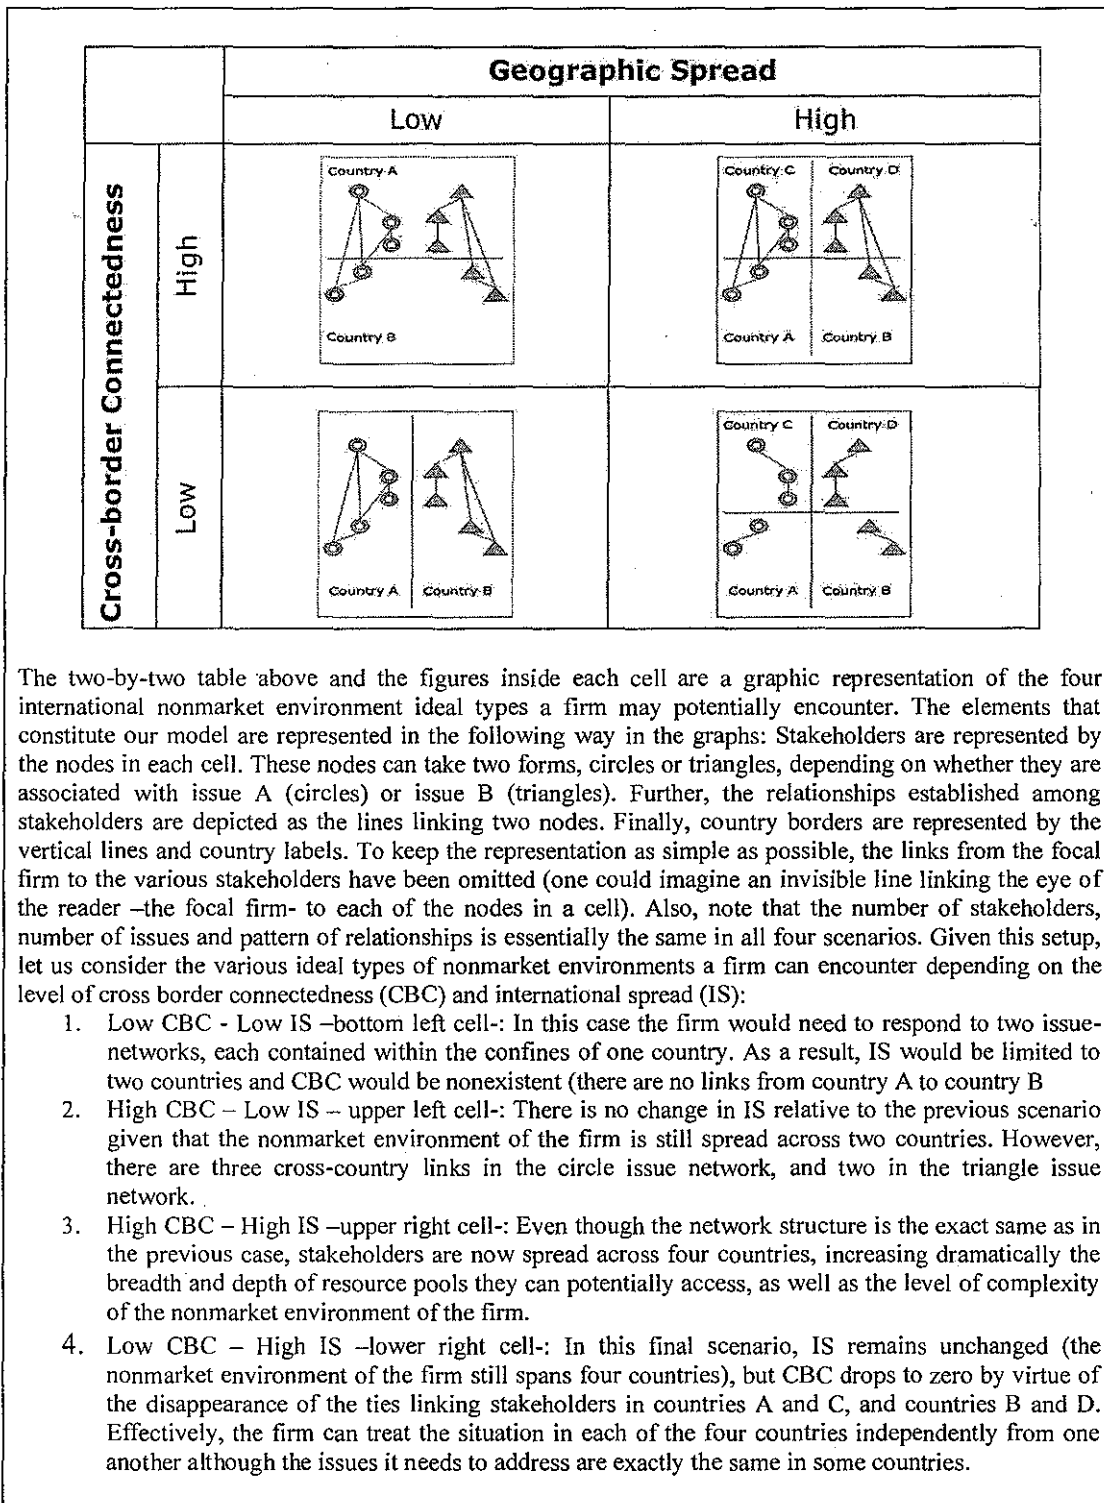 Geographic Spread
Low
High
Cross-border Connectedness
High
Country A
Country B
Country C
Country D
Country A
Country B
Low
Country A
Country B
Country C
Country D
Country A
Country B
The two-by-two table above and the figures inside each cell are a graphic representation of the four
international nonmarket environment ideal types a firm may potentially encounter. The elements that
constitute our model are represented in the following way in the graphs: Stakeholders are represented by
the nodes in each cell. These nodes can take two forms, circles or triangles, depending on whether they are
associated with issue A (circles) or issue B (triangles). Further, the relationships established among
stakeholders are depicted as the lines linking two nodes. Finally, country borders are represented by the
vertical lines and country labels. To keep the representation as simple as possible, the links from the focal
firm to the various stakeholders have been omitted (one could imagine an invisible line linking the eye of
the reader –the focal firm- to each of the nodes in a cell). Also, note that the number of stakeholders,
number of issues and pattern of relationships is essentially the same in all four scenarios. Given this setup,
let us consider the various ideal types of nonmarket environments a firm can encounter depending on the
level of cross border connectedness (CBC) and international spread (IS):
1. Low CBC - Low IS –bottom left cell-: In this case the firm would need to respond to two issue-
networks, each contained within the confines of one country. As a result, IS would be limited to
two countries and CBC would be nonexistent (there are no links from country A to country B
2. High CBC – Low IS – upper left cell-: There is no change in IS relative to the previous scenario
given that the nonmarket environment of the firm is still spread across two countries. However,
there are three cross-country links in the circle issue network, and two in the triangle issue
network.
3. High CBC – High IS –upper right cell-: Even though the network structure is the exact same as in
the previous case, stakeholders are now spread across four countries, increasing dramatically the
breadth and depth of resource pools they can potentially access, as well as the level of complexity
of the nonmarket environment of the firm.
4. Low CBC – High IS –lower right cell-: In this final scenario, IS remains unchanged (the
nonmarket environment of the firm still spans four countries), but CBC drops to zero by virtue of
the disappearance of the ties linking stakeholders in countries A and C, and countries B and D.
Effectively, the firm can treat the situation in each of the four countries independently from one
another although the issues it needs to address are exactly the same in some countries.